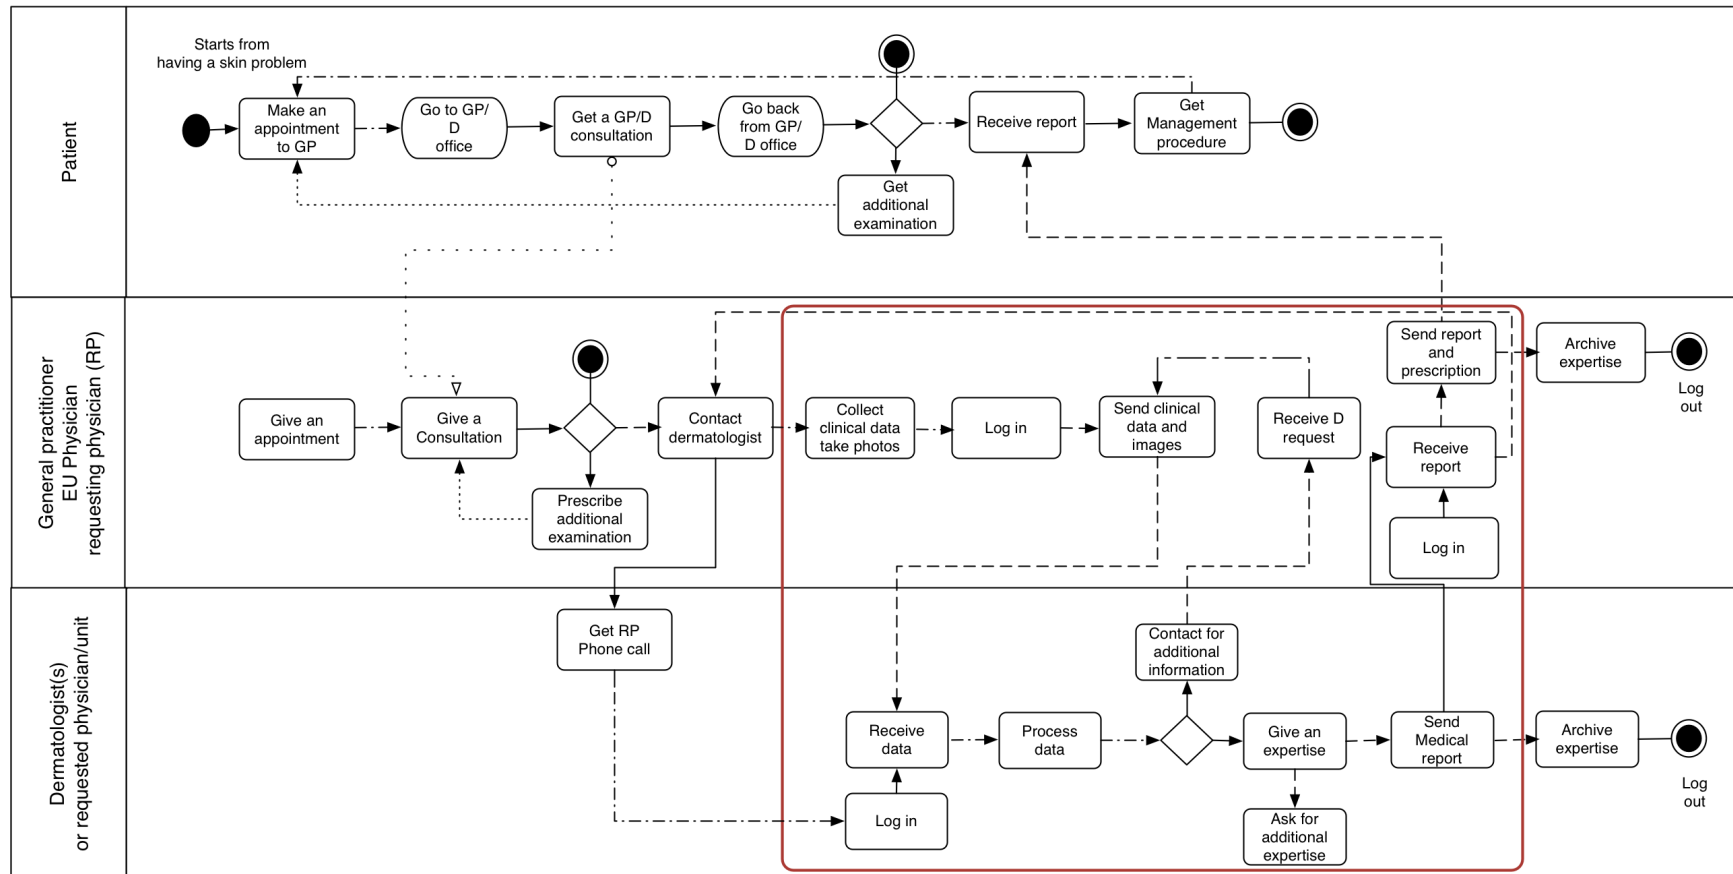 Patient
Starts from
having a skin problem
Make an
appointment
to GP
Go to GP/
D
office
Get a GP/D
consultation
Go back
from GP/
D office
Receive report
Get
Management
procedure
Get
additional
examination
General practitioner
EU Physician
requesting physician (RP)
Give an
appointment
Give a
Consultation
Prescribe
additional
examination
Contact
dermatologist
Collect
clinical data
take photos
Log in
Send clinical
data and
images
Receive D
request
Send report
and
prescription
Receive
report
Log in
Archive
expertise
Log
out
Dermatologist(s)
or requested physician/unit
Get RP
Phone call
Contact for
additional
information
Receive
data
Process
data
Give an
expertise
Send
Medical
report
Archive
expertise
Log in
Ask for
additional
expertise
Log
out